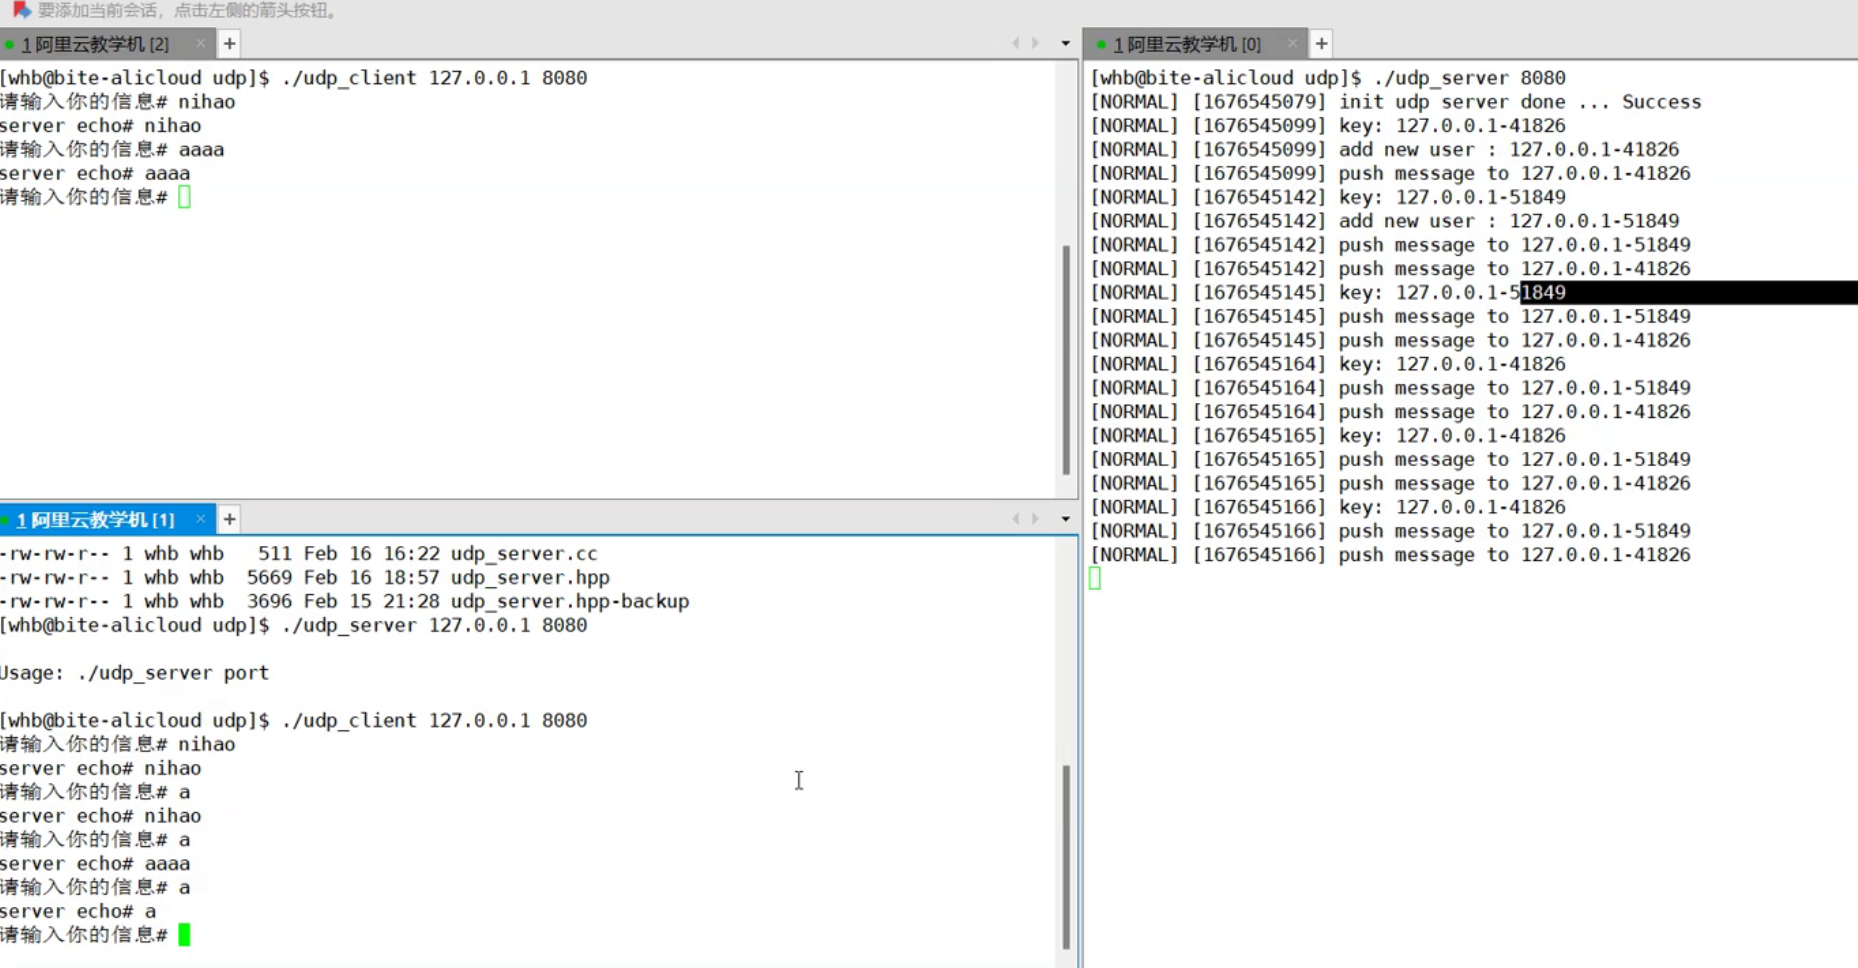 要添加当前会话，点击左侧的箭头按钮。
1 阿里云教学机 [2] × +
[whb@bite-alicloud udp]$ ./udp_client 127.0.0.1 8080
请输入你的信息# nihao
server echo# nihao
请输入你的信息# aaaa
server echo# aaaa
请输入你的信息#
1 阿里云教学机 [1] × +
-rw-rw-r-- 1 whb whb   511 Feb 16 16:22 udp_server.cc
-rw-rw-r-- 1 whb whb  5669 Feb 16 18:57 udp_server.hpp
-rw-rw-r-- 1 whb whb  3696 Feb 15 21:28 udp_server.hpp-backup
[whb@bite-alicloud udp]$ ./udp_server 127.0.0.1 8080
Usage: ./udp_server port
[whb@bite-alicloud udp]$ ./udp_client 127.0.0.1 8080
请输入你的信息# nihao
server echo# nihao
请输入你的信息# a
server echo# nihao
请输入你的信息# a
server echo# aaaa
请输入你的信息# a
server echo# a
请输入你的信息#
1 阿里云教学机 [0] × +
[whb@bite-alicloud udp]$ ./udp_server 8080
[NORMAL] [1676545079] init udp server done ... Success
[NORMAL] [1676545099] key: 127.0.0.1-41826
[NORMAL] [1676545099] add new user : 127.0.0.1-41826
[NORMAL] [1676545099] push message to 127.0.0.1-41826
[NORMAL] [1676545142] key: 127.0.0.1-51849
[NORMAL] [1676545142] add new user : 127.0.0.1-51849
[NORMAL] [1676545142] push message to 127.0.0.1-51849
[NORMAL] [1676545142] push message to 127.0.0.1-41826
[NORMAL] [1676545145] key: 127.0.0.1-51849
[NORMAL] [1676545145] push message to 127.0.0.1-51849
[NORMAL] [1676545145] push message to 127.0.0.1-41826
[NORMAL] [1676545164] key: 127.0.0.1-41826
[NORMAL] [1676545164] push message to 127.0.0.1-51849
[NORMAL] [1676545164] push message to 127.0.0.1-41826
[NORMAL] [1676545165] key: 127.0.0.1-41826
[NORMAL] [1676545165] push message to 127.0.0.1-51849
[NORMAL] [1676545165] push message to 127.0.0.1-41826
[NORMAL] [1676545166] key: 127.0.0.1-41826
[NORMAL] [1676545166] push message to 127.0.0.1-51849
[NORMAL] [1676545166] push message to 127.0.0.1-41826